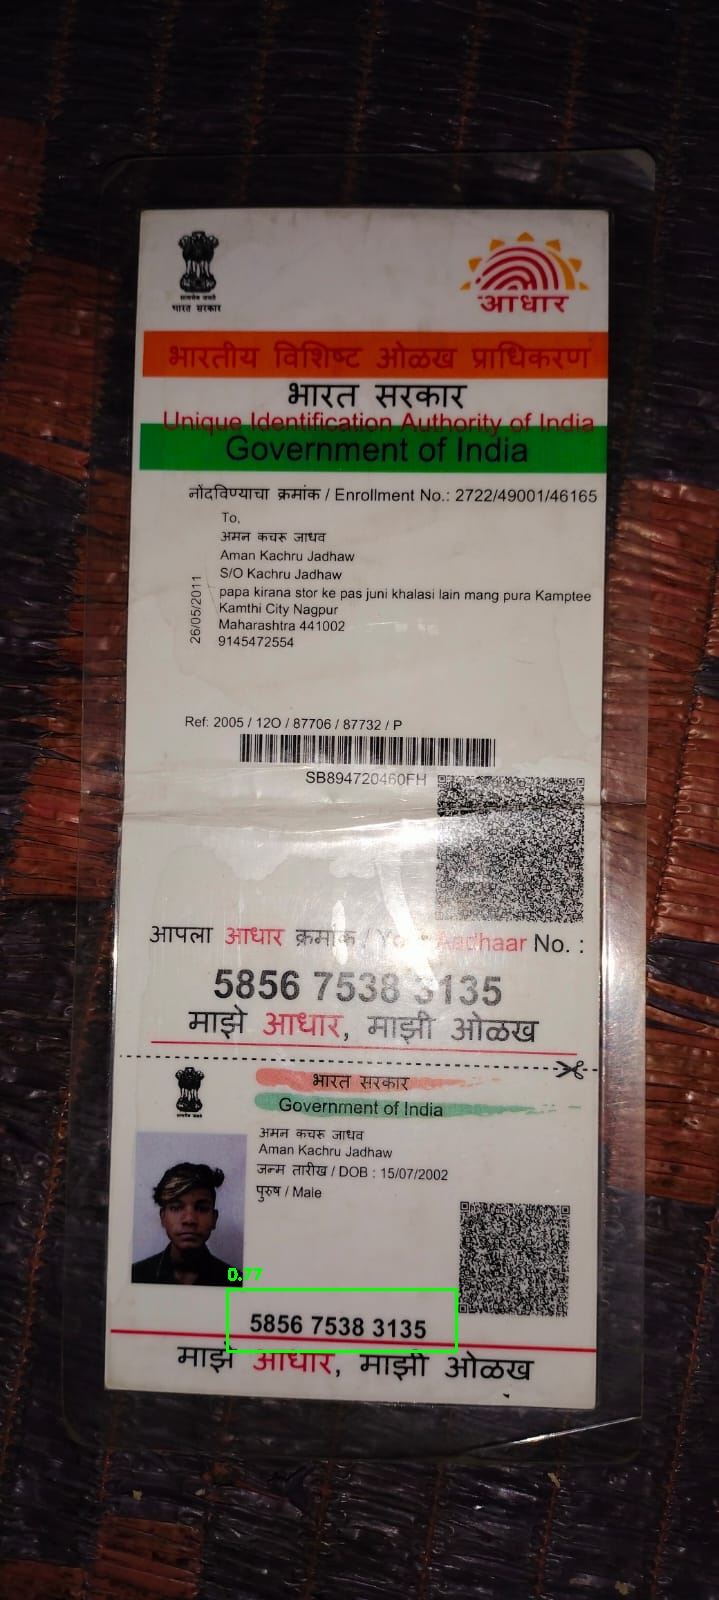 सत्यमेव जयते
भारत सरकार
आधार
भारतीय विशिष्ट ओळख प्राधिकरण
भारत सरकार
Unique Identification Authority of India
Government of India
नोंदविण्याचा क्रमांक / Enrollment No.: 2722/49001/46165
To,
अमन कचरू जाधव
Aman Kachru Jadhaw
S/O Kachru Jadhaw
papa kirana stor ke pas juni khalasi lain mang pura Kamptee
Kamthi City Nagpur
Maharashtra 441002
9145472554
26/05/2011
Ref: 2005 / 12O / 87706 / 87732 / P
SB894720460FH
आपला आधार क्रमांक / Your Aadhaar No. :
5856 7538 3135
माझे आधार, माझी ओळख
भारत सरकार
Government of India
अमन कचरू जाधव
Aman Kachru Jadhaw
जन्म तारीख / DOB : 15/07/2002
पुरुष / Male
0.77
5856 7538 3135
माझे आधार, माझी ओळख